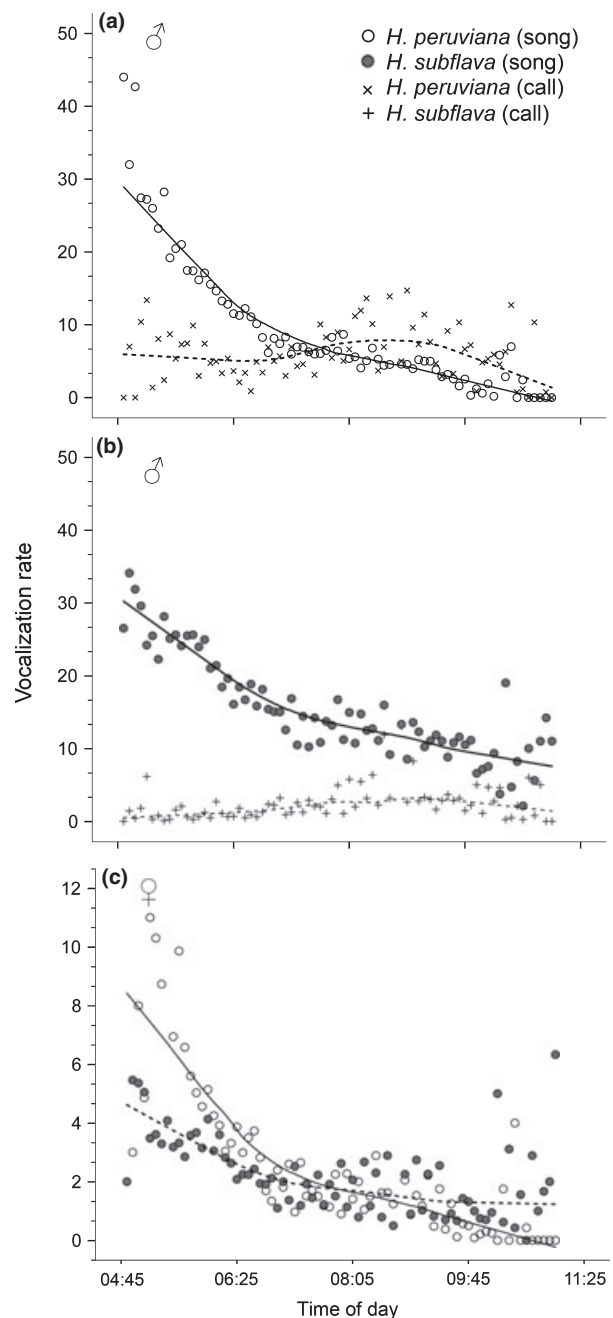 (a)
♂
○ H. peruviana (song)
● H. subflava (song)
× H. peruviana (call)
+ H. subflava (call)
50
40
30
20
10
0
(b)
♂
50
40
30
20
10
0
Vocalization rate
(c)
♀
12
10
8
6
4
2
0
04:45 06:25 08:05 09:45 11:25
Time of day